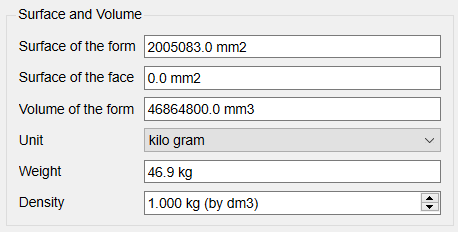 Surface and Volume
Surface of the form 2005083.0 mm2
Surface of the face 0.0 mm2
Volume of the form 46864800.0 mm3
Unit kilo gram
Weight 46.9 kg
Density 1.000 kg (by dm3)